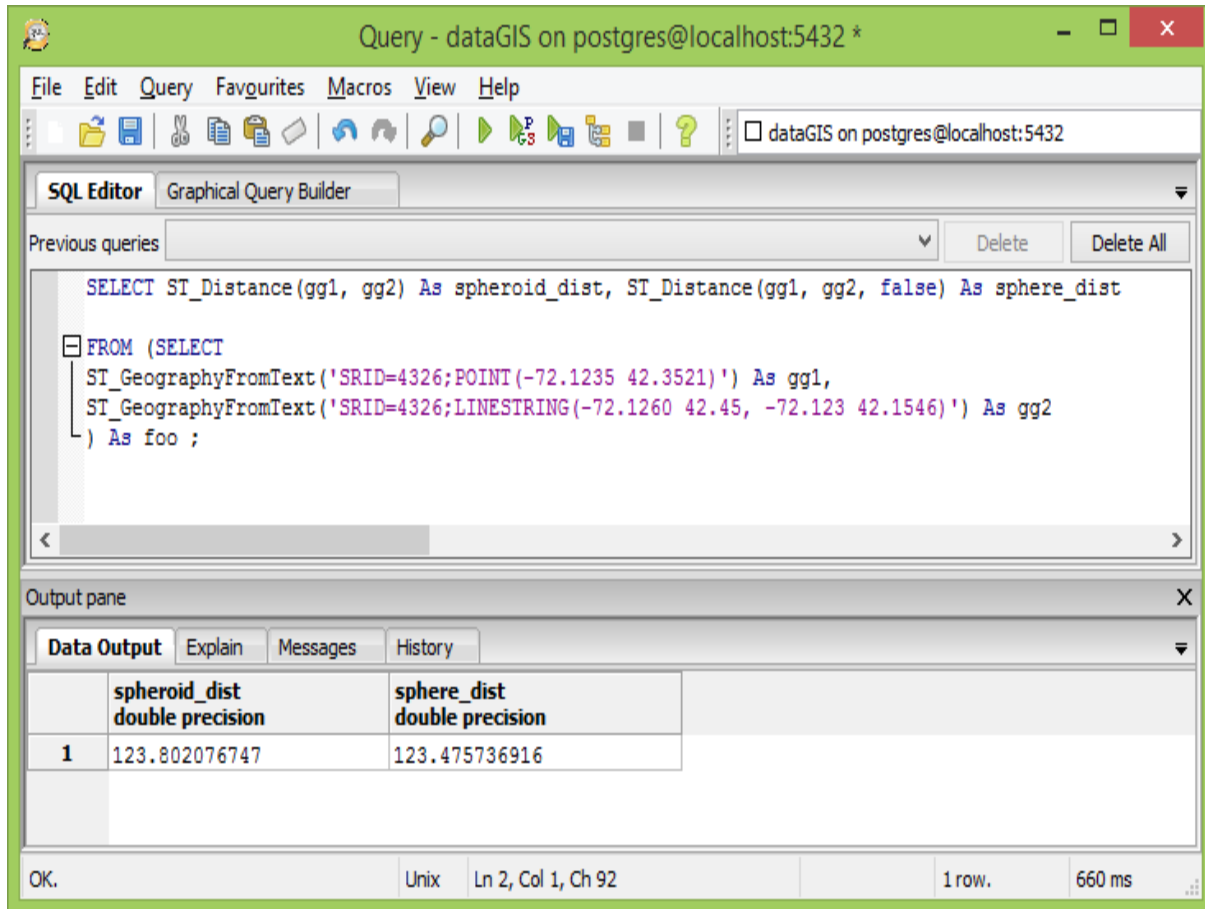 Query - dataGIS on postgres@localhost:5432 *
File Edit Query Favourites Macros View Help
dataGIS on postgres@localhost:5432
SQL Editor Graphical Query Builder
Previous queries Delete Delete All
SELECT ST_Distance(gg1, gg2) As spheroid_dist, ST_Distance(gg1, gg2, false) As sphere_dist
FROM (SELECT
ST_GeographyFromText('SRID=4326;POINT(-72.1235 42.3521)') As gg1,
ST_GeographyFromText('SRID=4326;LINESTRING(-72.1260 42.45, -72.123 42.1546)') As gg2
) As foo ;
Output pane
Data Output Explain Messages History
spheroid_dist sphere_dist
double precision double precision
1 123.802076747 123.475736916
OK. Unix Ln 2, Col 1, Ch 92 1 row. 660 ms